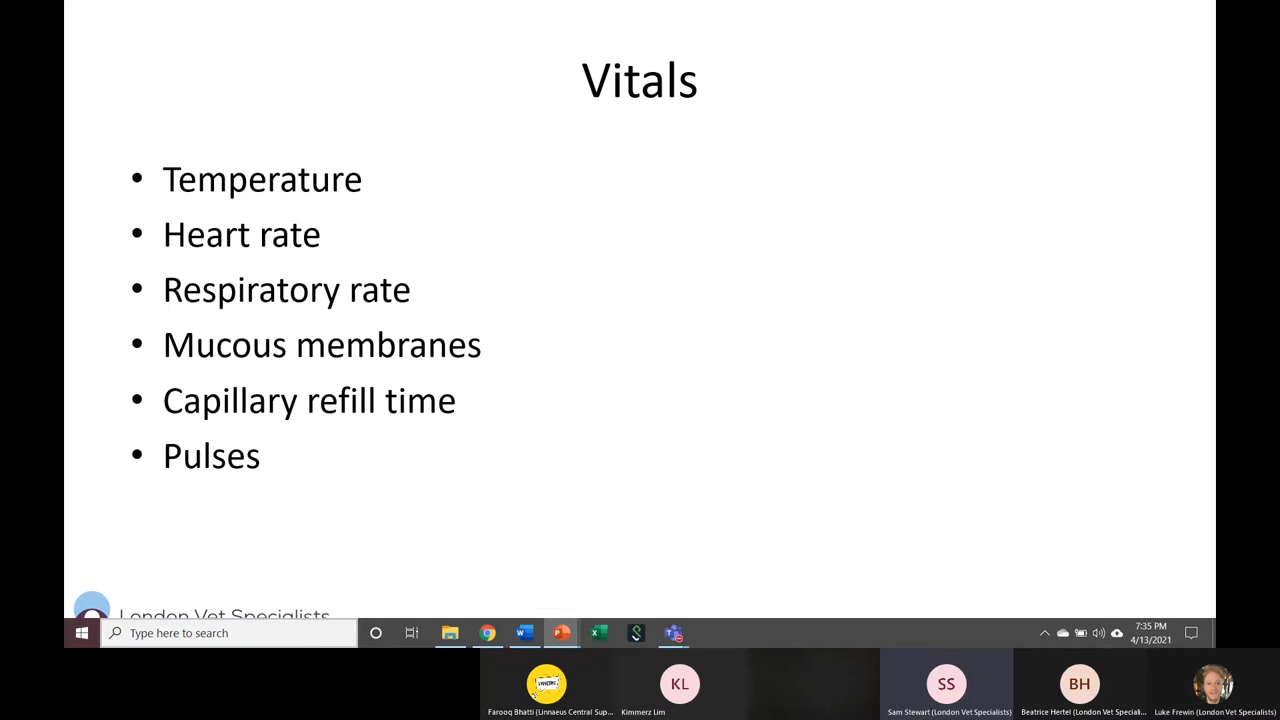 Vitals
• Temperature
• Heart rate
• Respiratory rate
• Mucous membranes
• Capillary refill time
• Pulses
London Vet Specialists
Type here to search
7:35 PM
4/13/2021
KL
SS
BH
Farooq Bhatti (Linnaeus Central Sup...
Kimmerz Lim
Sam Stewart (London Vet Specialists)
Beatrice Hertel (London Vet Speciali...
Luke Frewin (London Vet Specialists)